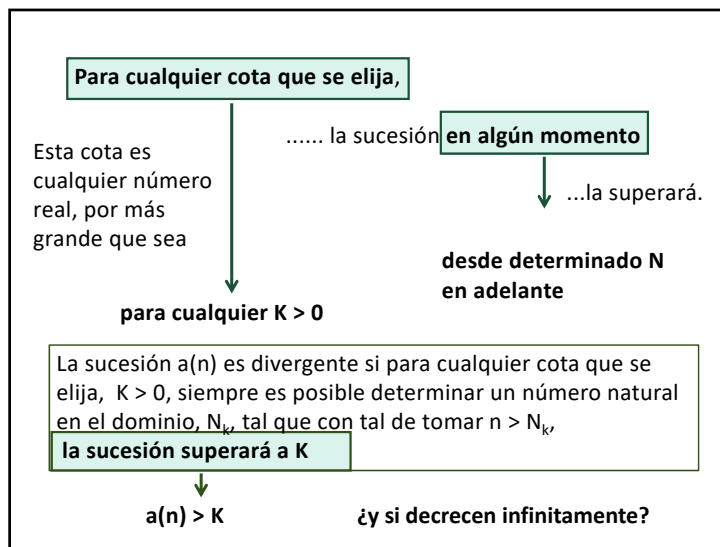 Para cualquier cota que se elija,
...... la sucesión en algún momento
Esta cota es
cualquier número
real, por más
grande que sea
...la superará.
desde determinado N
en adelante
para cualquier K > 0
La sucesión a(n) es divergente si para cualquier cota que se
elija,  K > 0, siempre es posible determinar un número natural
en el dominio, Nₖ, tal que con tal de tomar n > Nₖ,
la sucesión superará a K
a(n) > K
¿y si decrecen infinitamente?